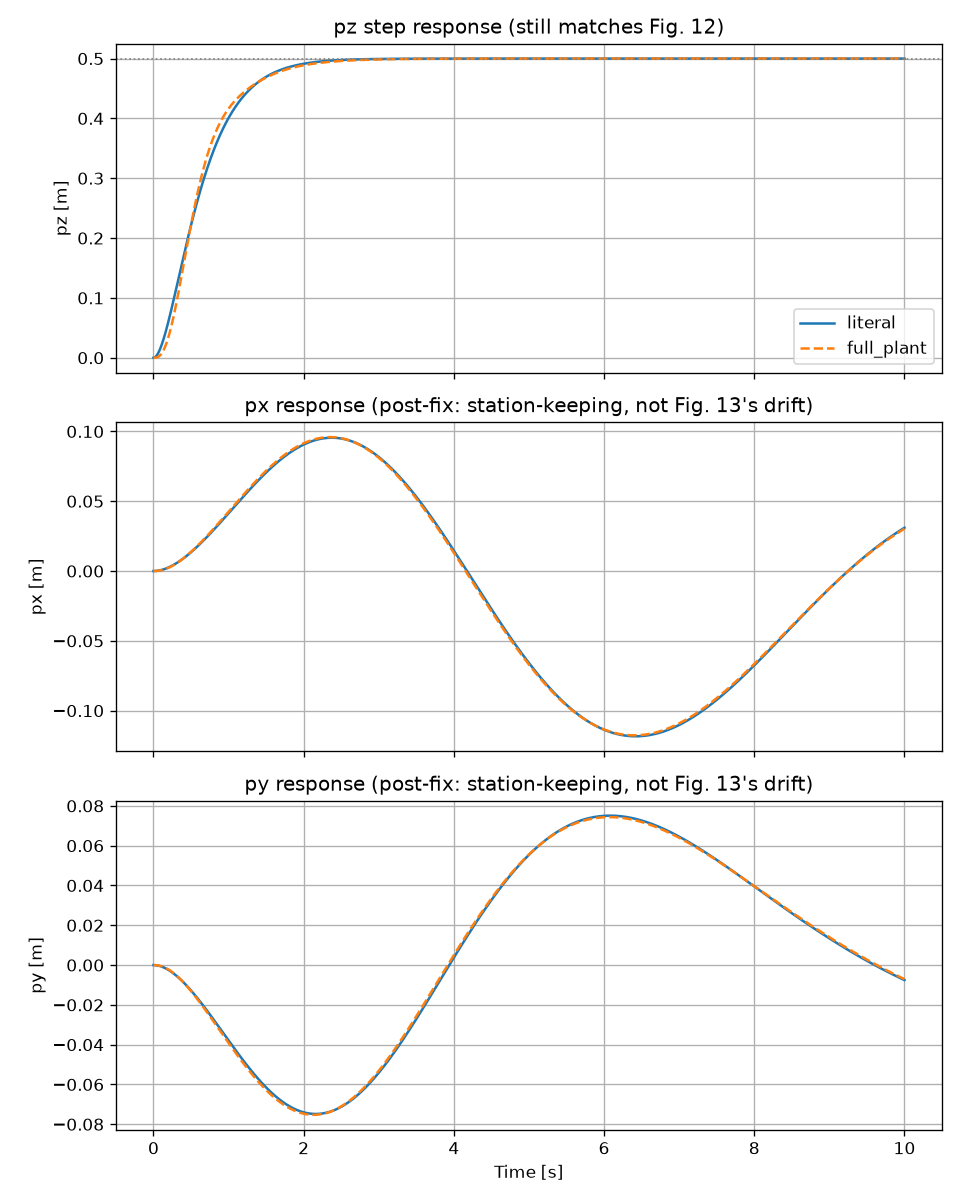 pz step response (still matches Fig. 12)
0.5
0.4
0.3
0.2
0.1
0.0
pz [m]
literal
full_plant
px response (post-fix: station-keeping, not Fig. 13's drift)
0.10
0.05
0.00
−0.05
−0.10
px [m]
py response (post-fix: station-keeping, not Fig. 13's drift)
0.08
0.06
0.04
0.02
0.00
−0.02
−0.04
−0.06
−0.08
py [m]
0 2 4 6 8 10
Time [s]